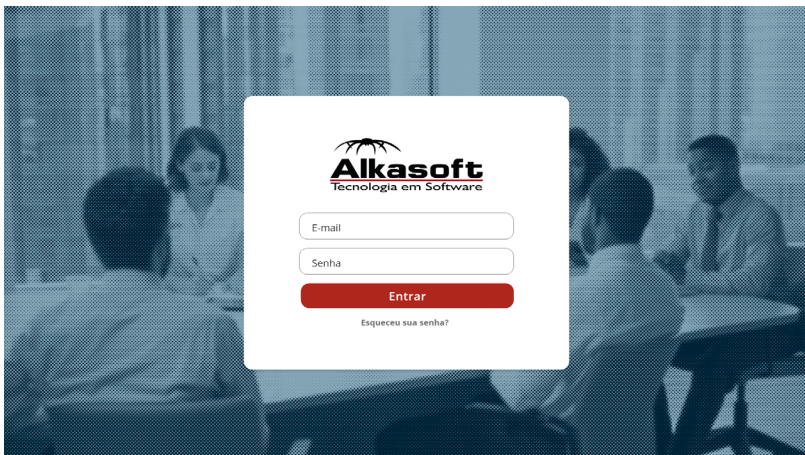 Alkasoft
Tecnologia em Software
E-mail
Senha
Entrar
Esqueceu sua senha?